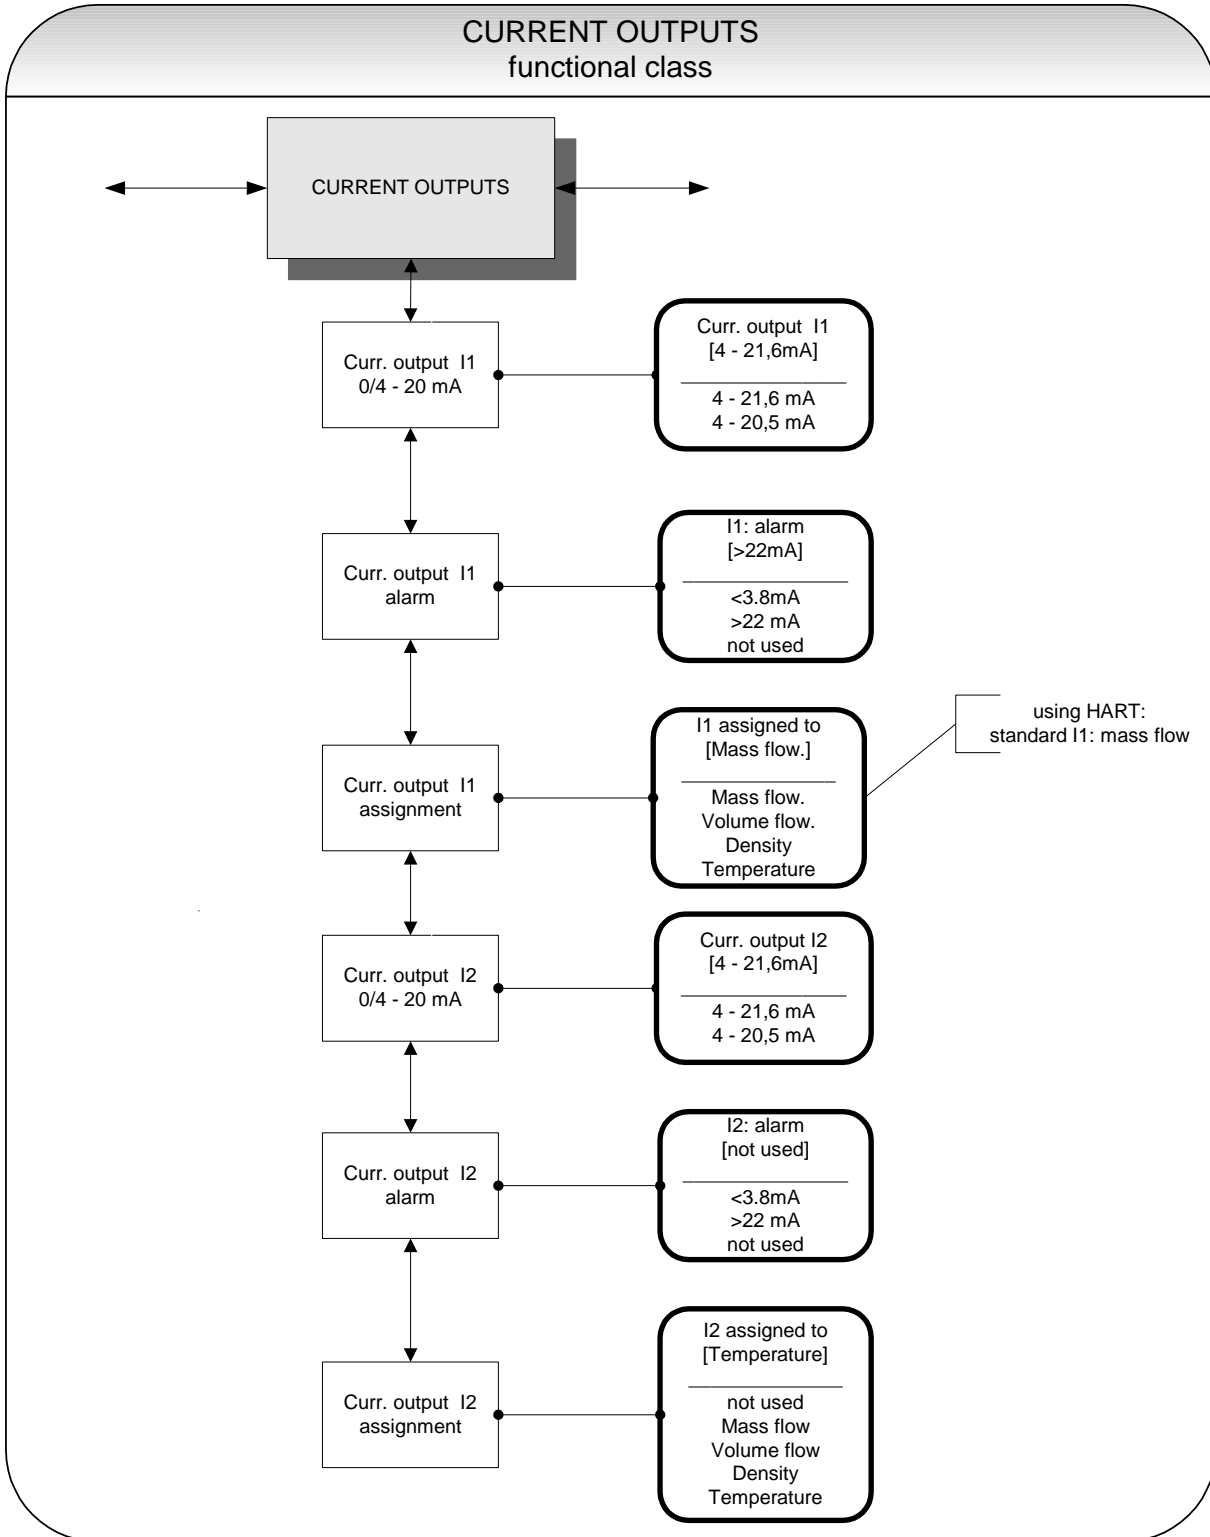 CURRENT OUTPUTS
functional class
CURRENT OUTPUTS
Curr. output I1
0/4 - 20 mA
Curr. output I1
[4 - 21,6mA]
4 - 21,6 mA
4 - 20,5 mA
Curr. output I1
alarm
I1: alarm
[>22mA]
<3.8mA
>22 mA
not used
Curr. output I1
assignment
I1 assigned to
[Mass flow.]
Mass flow.
Volume flow.
Density
Temperature
using HART:
standard I1: mass flow
Curr. output I2
0/4 - 20 mA
Curr. output I2
[4 - 21,6mA]
4 - 21,6 mA
4 - 20,5 mA
Curr. output I2
alarm
I2: alarm
[not used]
<3.8mA
>22 mA
not used
Curr. output I2
assignment
I2 assigned to
[Temperature]
not used
Mass flow
Volume flow
Density
Temperature